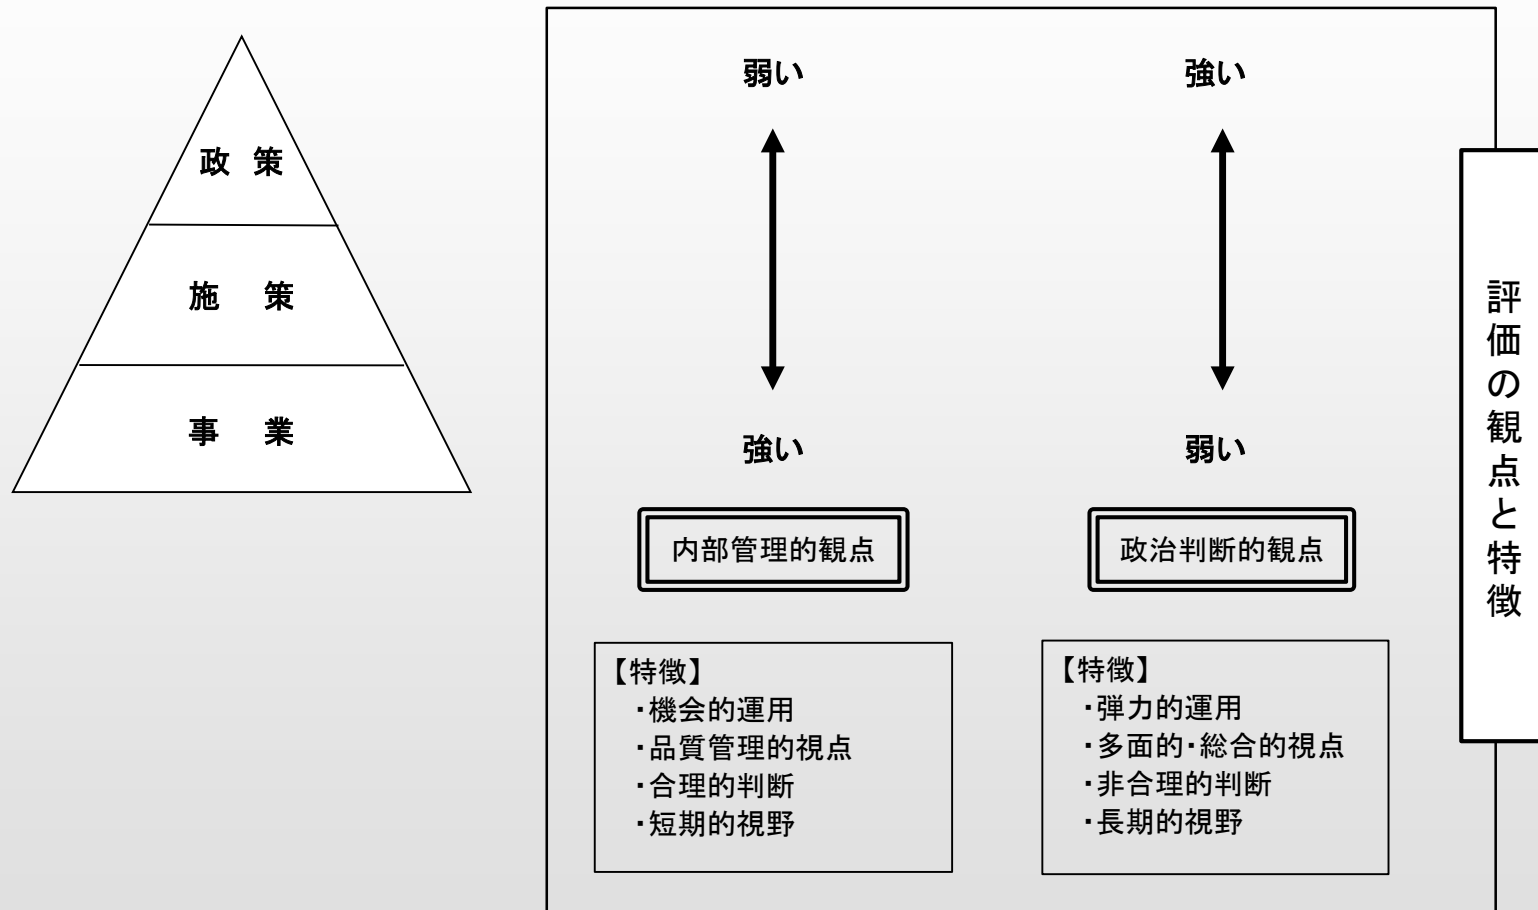 政 策
施 策
事 業
弱い
強い
強い
弱い
内部管理的観点
政治判断的観点
【特徴】
・機会的運用
・品質管理的視点
・合理的判断
・短期的視野
【特徴】
・弾力的運用
・多面的・総合的視点
・非合理的判断
・長期的視野
評価の観点と特徴